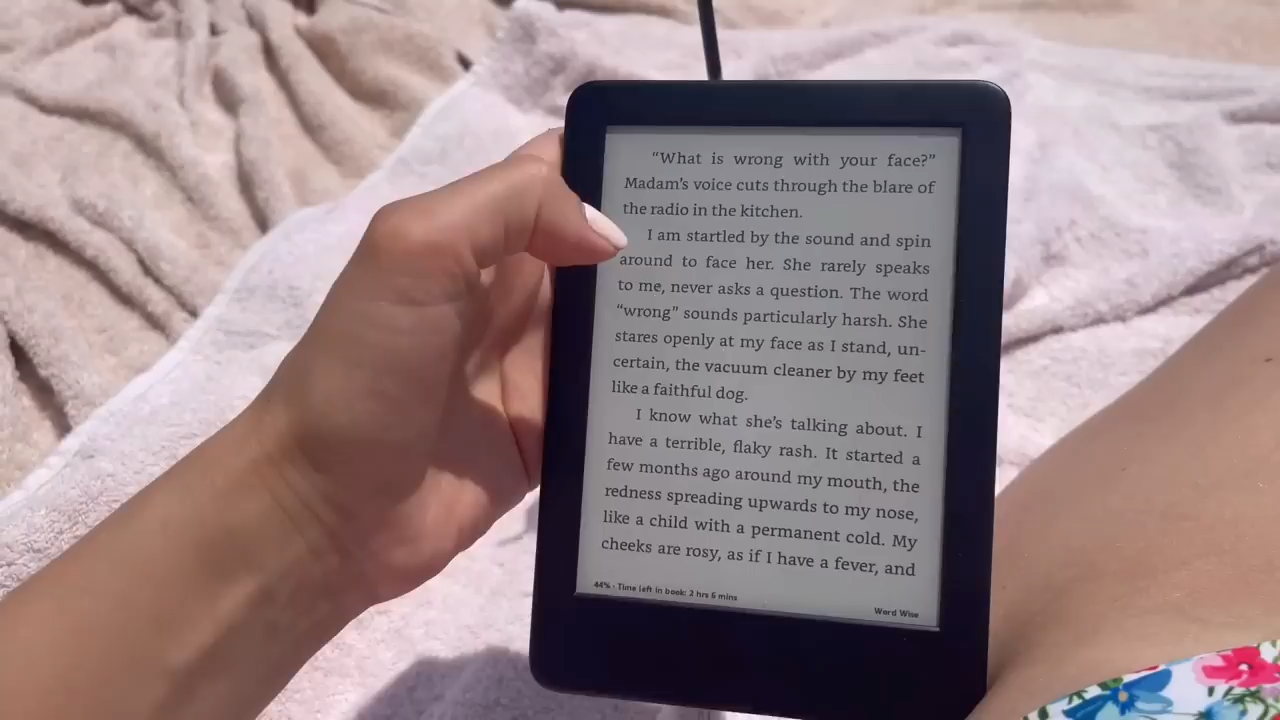 “What is wrong with your face?”
Madam’s voice cuts through the blare of
the radio in the kitchen.
I am startled by the sound and spin
around to face her. She rarely speaks
to me, never asks a question. The word
“wrong” sounds particularly harsh. She
stares openly at my face as I stand, un-
certain, the vacuum cleaner by my feet
like a faithful dog.
I know what she’s talking about. I
have a terrible, flaky rash. It started a
few months ago around my mouth, the
redness spreading upwards to my nose,
like a child with a permanent cold. My
cheeks are rosy, as if I have a fever, and
44% · Time left in book: 2 hrs 6 mins
Word Wise